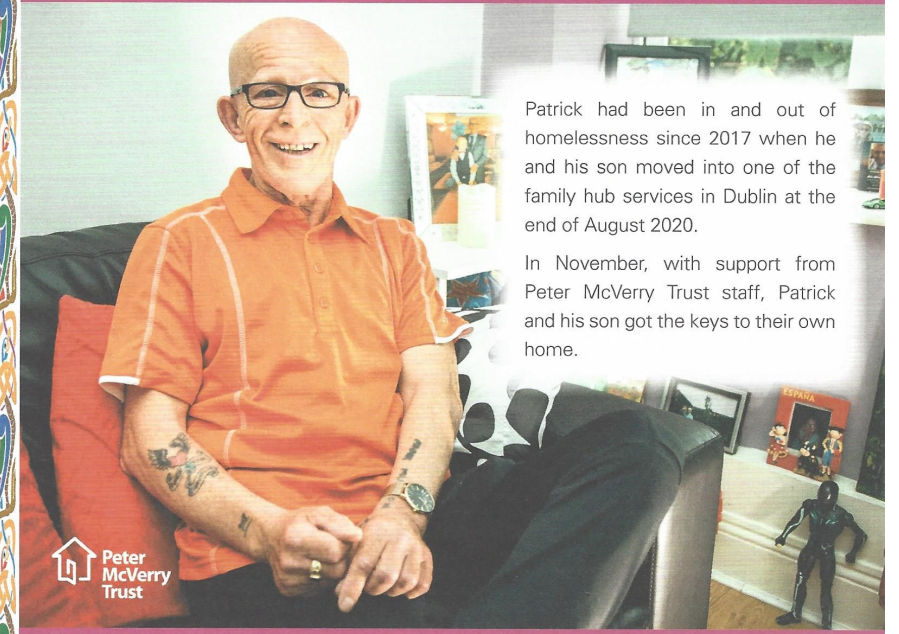 Patrick had been in and out of
homelessness since 2017 when he
and his son moved into one of the
family hub services in Dublin at the
end of August 2020.
In November, with support from
Peter McVerry Trust staff, Patrick
and his son got the keys to their own
home.
ESPAÑA
Peter
McVerry
Trust